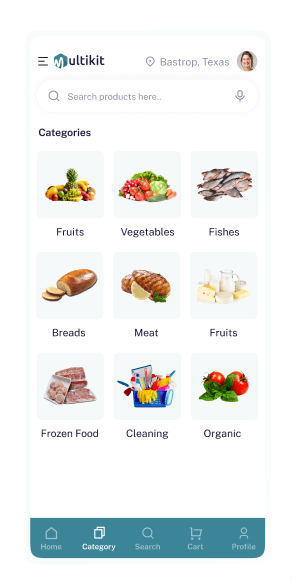 Multikit
Bastrop, Texas
Search products here..
Categories
Fruits Vegetables Fishes
Breads Meat Fruits
Frozen Food Cleaning Organic
Home Category Search Cart Profile